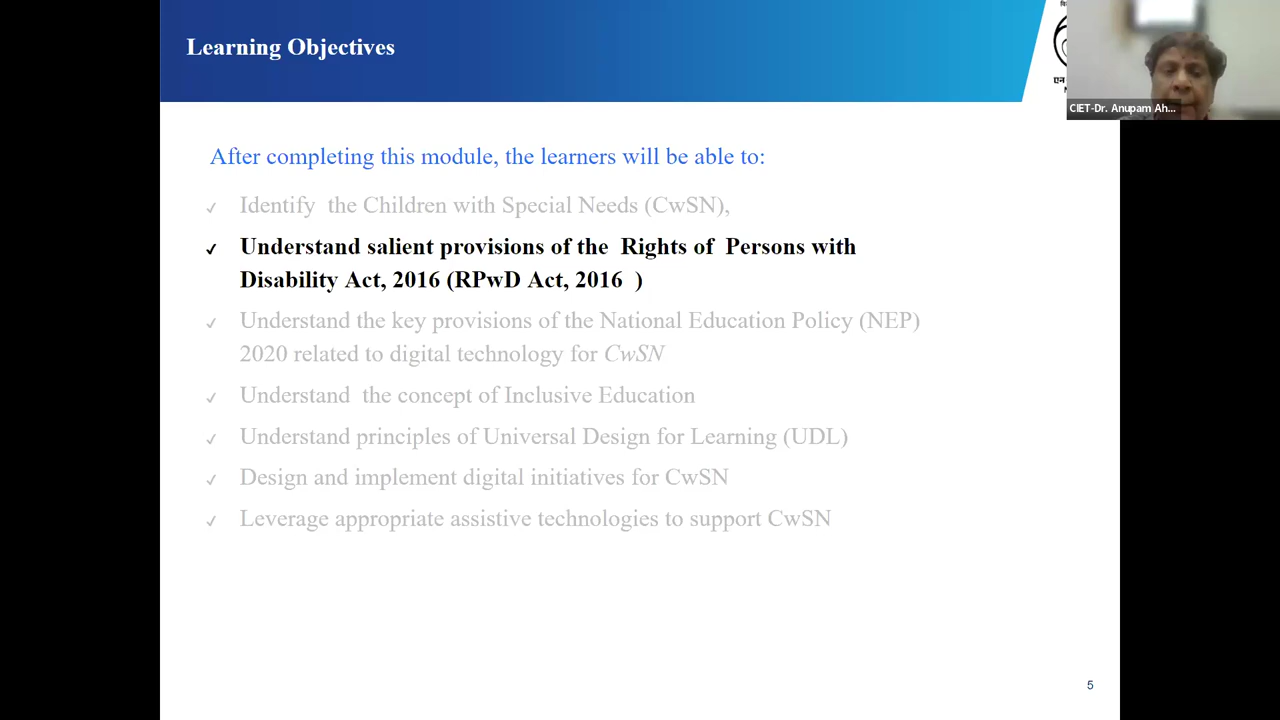 Learning Objectives
CIET-Dr. Anupam Ah...
After completing this module, the learners will be able to:
✓ Identify the Children with Special Needs (CwSN),
✓ Understand salient provisions of the Rights of Persons with
Disability Act, 2016 (RPwD Act, 2016 )
✓ Understand the key provisions of the National Education Policy (NEP)
2020 related to digital technology for CwSN
✓ Understand the concept of Inclusive Education
✓ Understand principles of Universal Design for Learning (UDL)
✓ Design and implement digital initiatives for CwSN
✓ Leverage appropriate assistive technologies to support CwSN
5